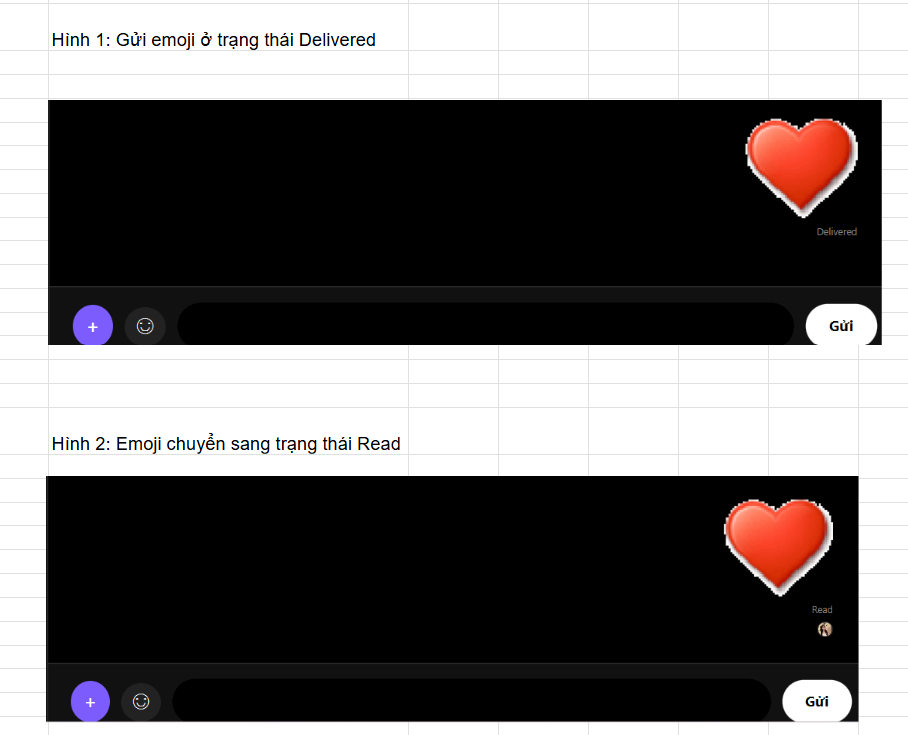 Hình 1: Gửi emoji ở trạng thái Delivered
Delivered
+
Gửi
Hình 2: Emoji chuyển sang trạng thái Read
Read
+
Gửi